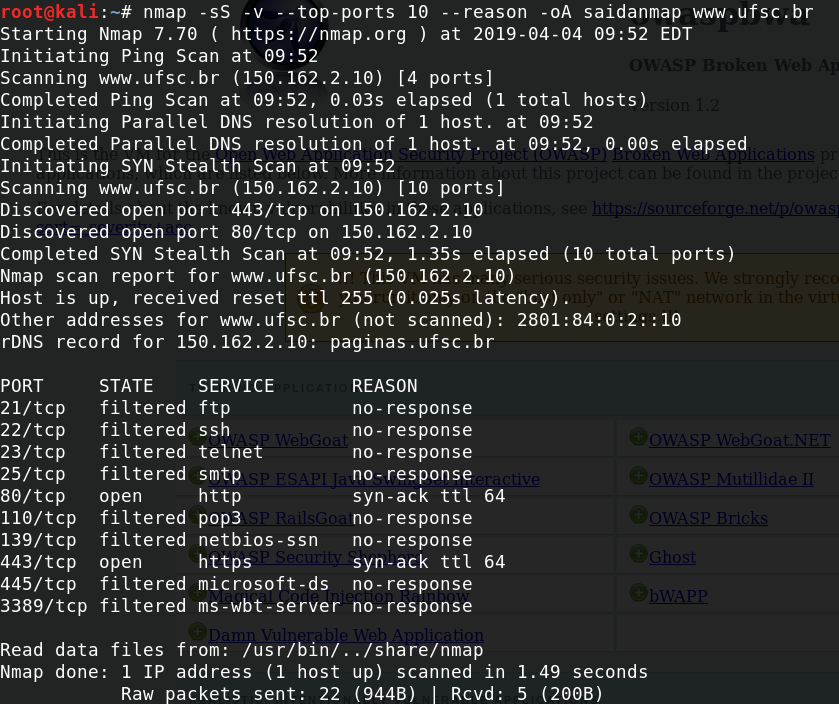 root@kali:~# nmap -sS -v --top-ports 10 --reason -oA saidanmap www.ufsc.br
Starting Nmap 7.70 ( https://nmap.org ) at 2019-04-04 09:52 EDT
Initiating Ping Scan at 09:52
Scanning www.ufsc.br (150.162.2.10) [4 ports]
Completed Ping Scan at 09:52, 0.03s elapsed (1 total hosts)
Initiating Parallel DNS resolution of 1 host. at 09:52
Completed Parallel DNS resolution of 1 host. at 09:52, 0.00s elapsed
Initiating SYN Stealth Scan at 09:52
Scanning www.ufsc.br (150.162.2.10) [10 ports]
Discovered open port 443/tcp on 150.162.2.10
Discovered open port 80/tcp on 150.162.2.10
Completed SYN Stealth Scan at 09:52, 1.35s elapsed (10 total ports)
Nmap scan report for www.ufsc.br (150.162.2.10)
Host is up, received reset ttl 255 (0.025s latency).
Other addresses for www.ufsc.br (not scanned): 2801:84:0:2::10
rDNS record for 150.162.2.10: paginas.ufsc.br
PORT STATE SERVICE REASON
21/tcp filtered ftp no-response
22/tcp filtered ssh no-response
23/tcp filtered telnet no-response
25/tcp filtered smtp no-response
80/tcp open http syn-ack ttl 64
110/tcp filtered pop3 no-response
139/tcp filtered netbios-ssn no-response
443/tcp open https syn-ack ttl 64
445/tcp filtered microsoft-ds no-response
3389/tcp filtered ms-wbt-server no-response
Read data files from: /usr/bin/../share/nmap
Nmap done: 1 IP address (1 host up) scanned in 1.49 seconds
Raw packets sent: 22 (944B) | Rcvd: 5 (200B)
owaspbwa
OWASP Broken Web Ap
Version 1.2
Open Web Application Security Project (OWASP) Broken Web Applications
https://sourceforge.net/p/owasp
serious security issues. We strongly reco
only" or "NAT" network in the virtu
OWASP WebGoat
OWASP WebGoat.NET
OWASP ESAPI Java SwingSet Interactive
OWASP Mutillidae II
OWASP RailsGoat
OWASP Bricks
OWASP Security Shepherd
Ghost
Magical Code Injection Rainbow
bWAPP
Damn Vulnerable Web Application